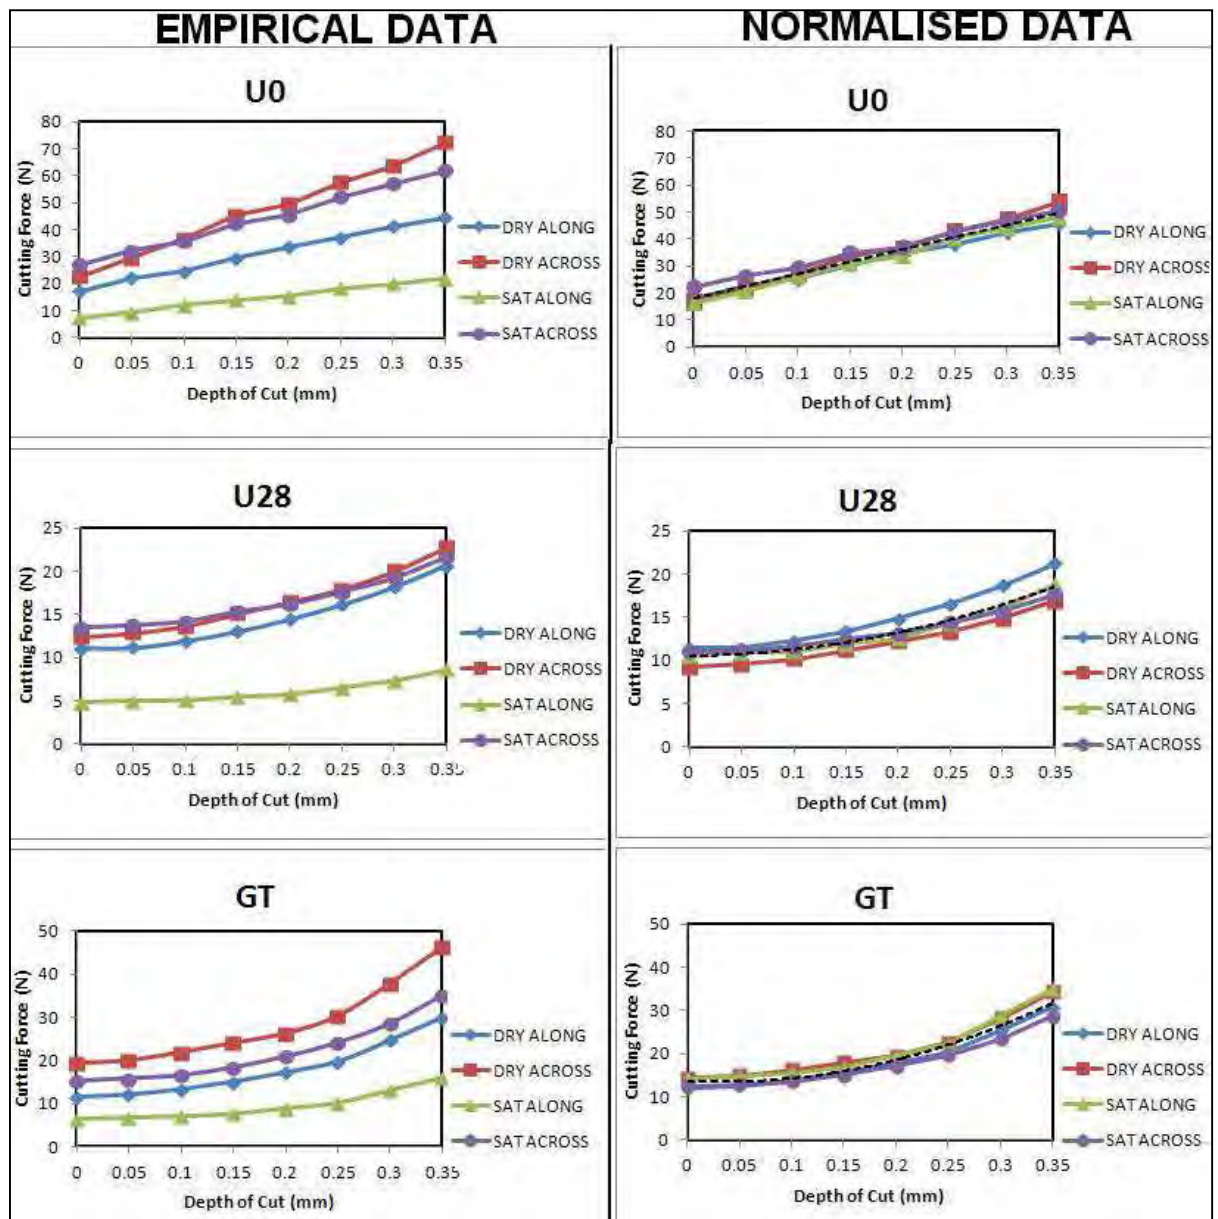 EMPIRICAL DATA
NORMALISED DATA
U0
80
70
60
50
40
30
20
10
0
Cutting Force (N)
0 0.05 0.1 0.15 0.2 0.25 0.3 0.35
Depth of Cut (mm)
DRY ALONG
DRY ACROSS
SAT ALONG
SAT ACROSS
U0
80
70
60
50
40
30
20
10
0
Cutting Force (N)
0 0.05 0.1 0.15 0.2 0.25 0.3 0.35
Depth of Cut (mm)
DRY ALONG
DRY ACROSS
SAT ALONG
SAT ACROSS
U28
25
20
15
10
5
0
Cutting Force (N)
0 0.05 0.1 0.15 0.2 0.25 0.3 0.35
Depth of Cut (mm)
DRY ALONG
DRY ACROSS
SAT ALONG
SAT ACROSS
U28
25
20
15
10
5
0
Cutting Force (N)
0 0.05 0.1 0.15 0.2 0.25 0.3 0.35
Depth of Cut (mm)
DRY ALONG
DRY ACROSS
SAT ALONG
SAT ACROSS
GT
50
40
30
20
10
0
Cutting Force (N)
0 0.05 0.1 0.15 0.2 0.25 0.3 0.35
Depth of Cut (mm)
DRY ALONG
DRY ACROSS
SAT ALONG
SAT ACROSS
GT
50
40
30
20
10
0
Cutting Force (N)
0 0.05 0.1 0.15 0.2 0.25 0.3 0.35
Depth of Cut (mm)
DRY ALONG
DRY ACROSS
SAT ALONG
SAT ACROSS